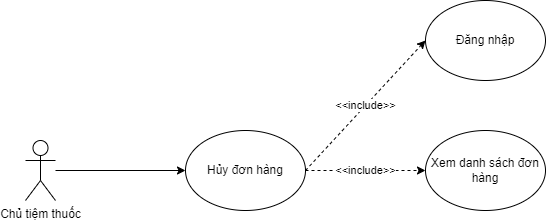 Đăng nhập
<<include>>
Hủy đơn hàng
<<include>>
Xem danh sách đơn
hàng
Chủ tiệm thuốc